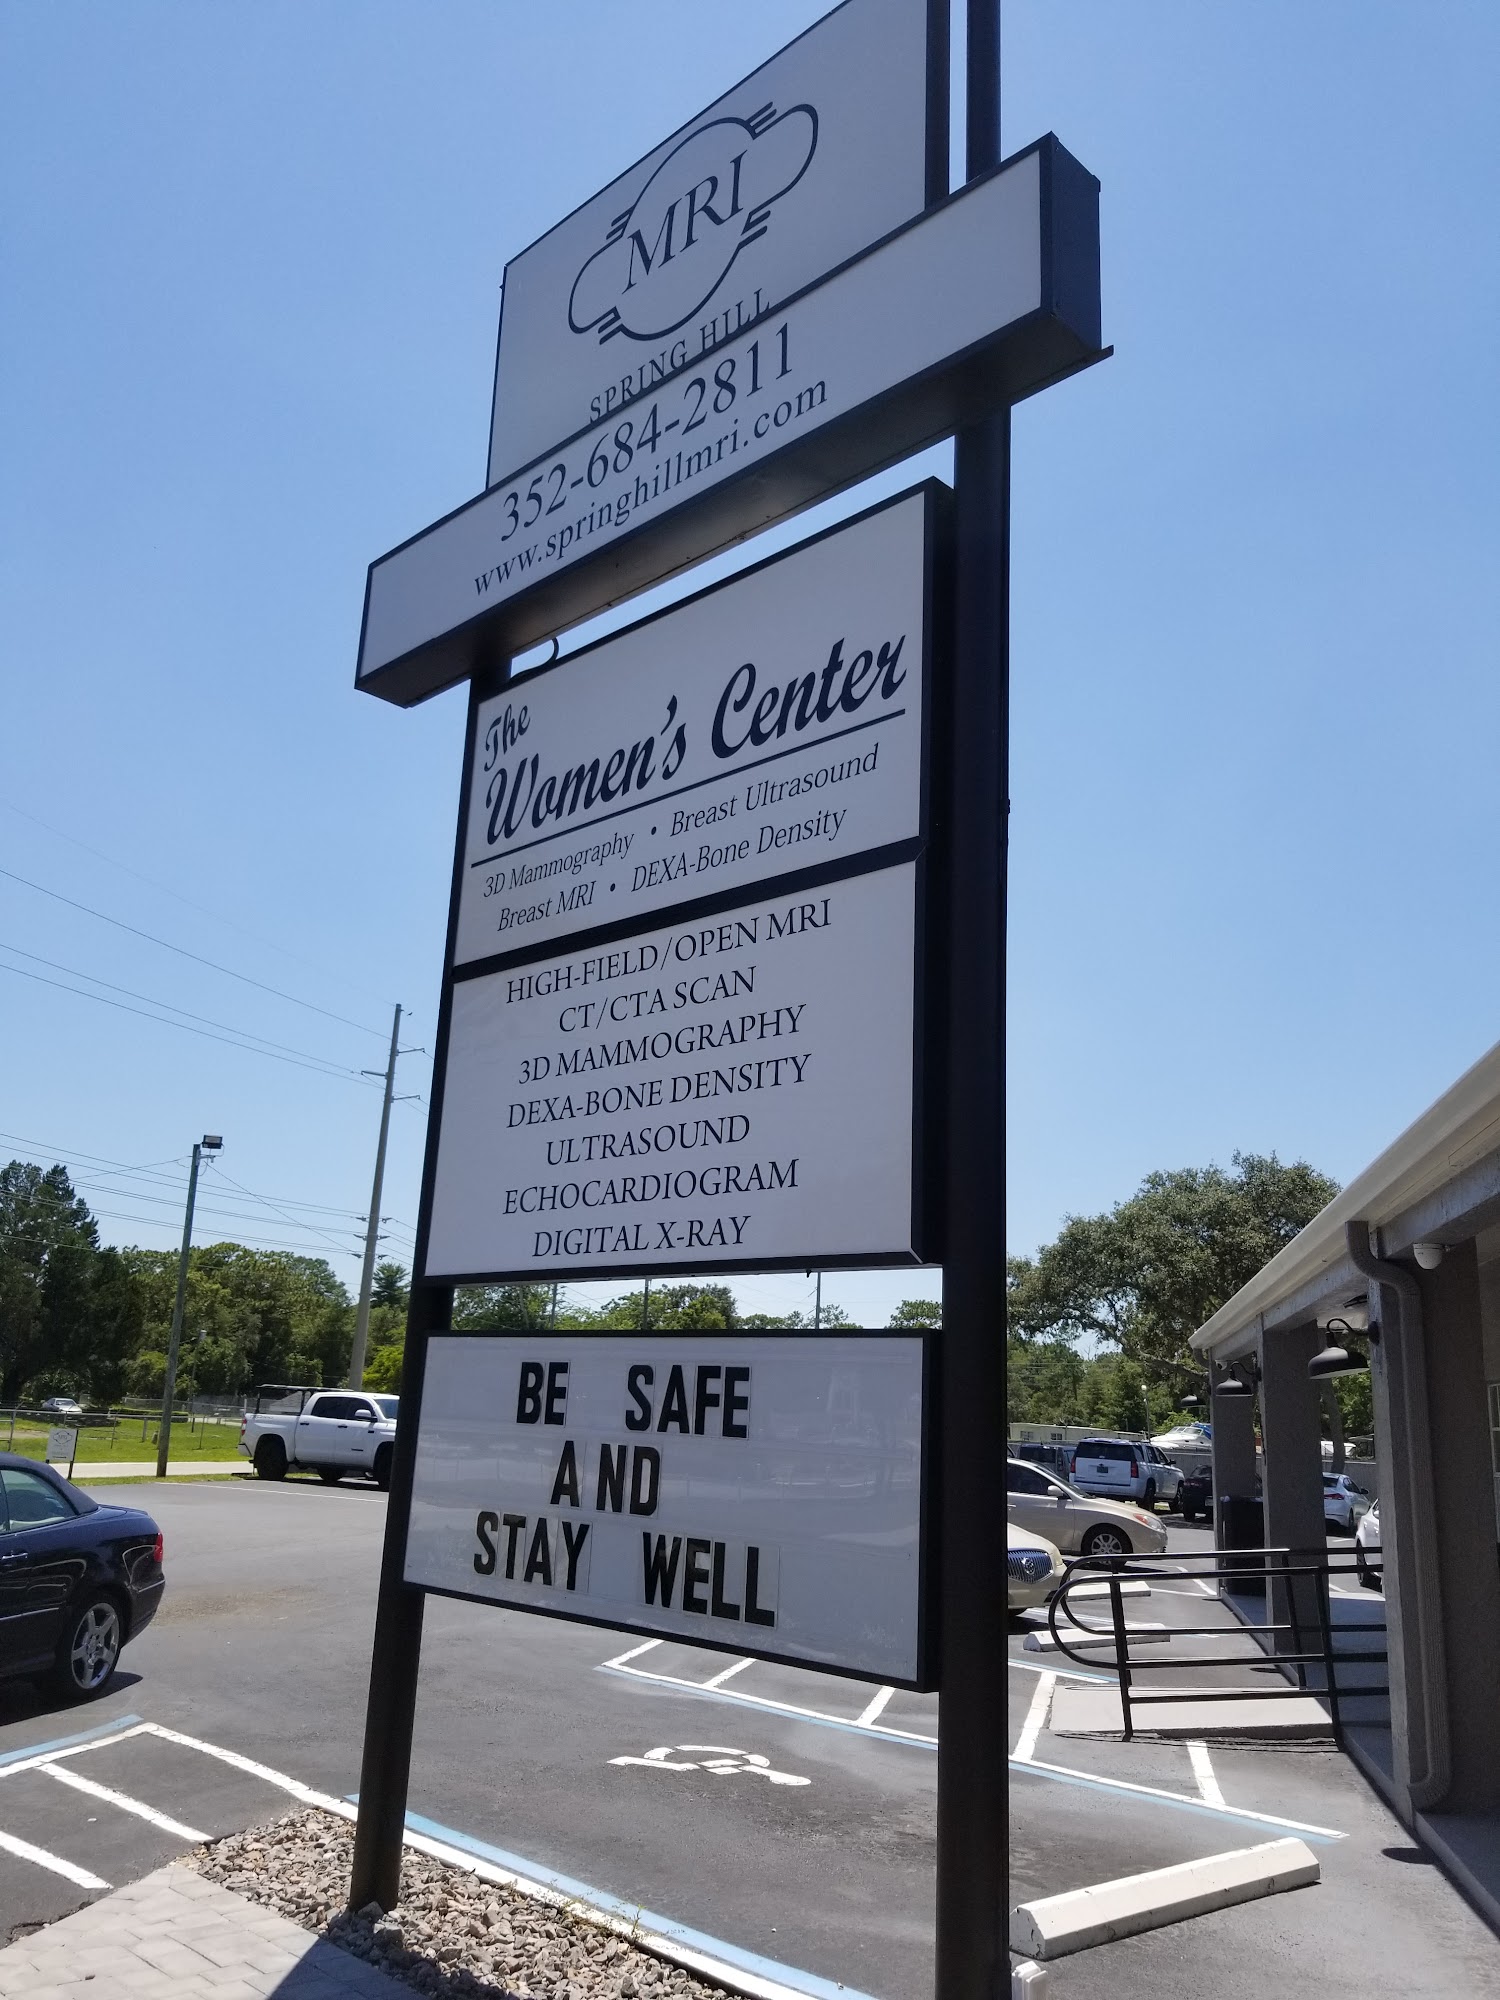 MRI
SPRING HILL
352-684-2811
www.springhillmri.com
The
Women's Center
3D Mammography • Breast Ultrasound
Breast MRI • DEXA-Bone Density
HIGH-FIELD/OPEN MRI
CT/CTA SCAN
3D MAMMOGRAPHY
DEXA-BONE DENSITY
ULTRASOUND
ECHOCARDIOGRAM
DIGITAL X-RAY
BE SAFE
AND
STAY WELL